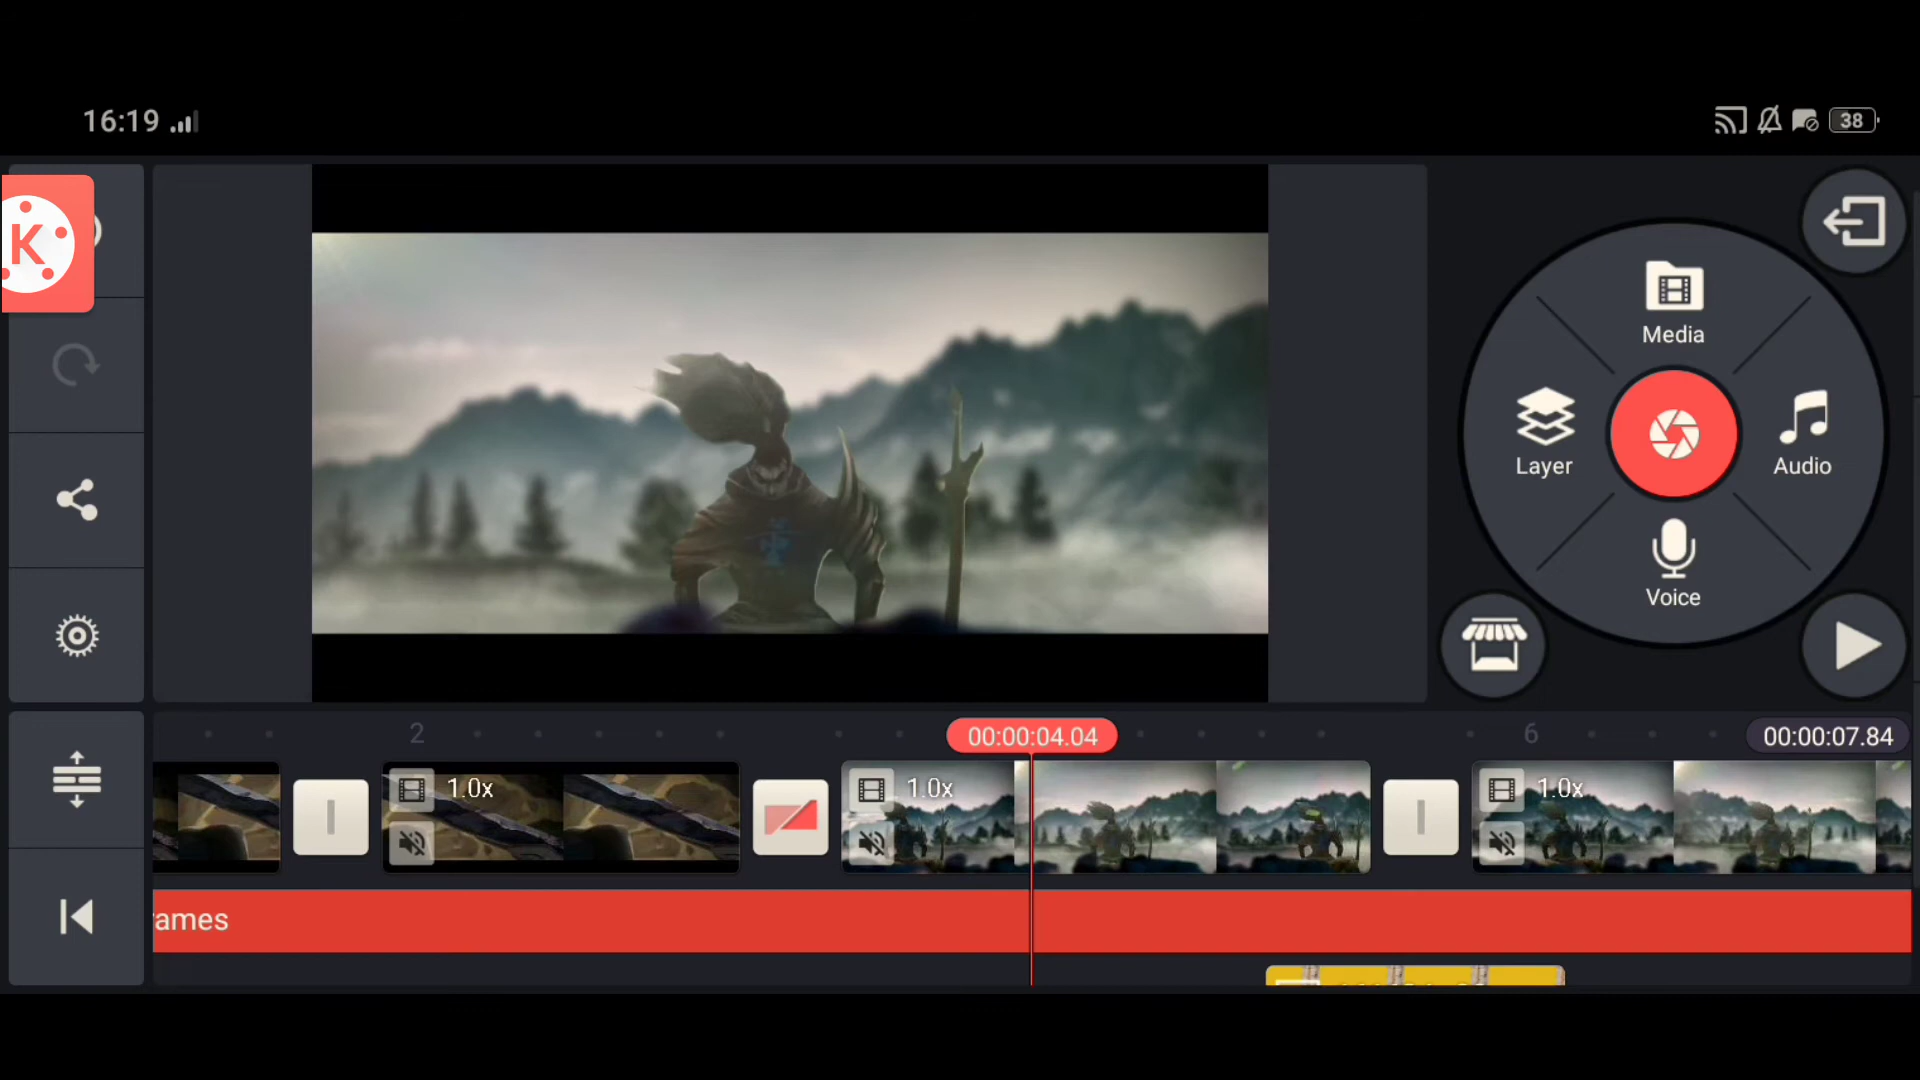 16:19
38
K
Media
Layer
Audio
Voice
2
00:00:04.04
6
00:00:07.84
1.0x
1.0x
1.0x
ames